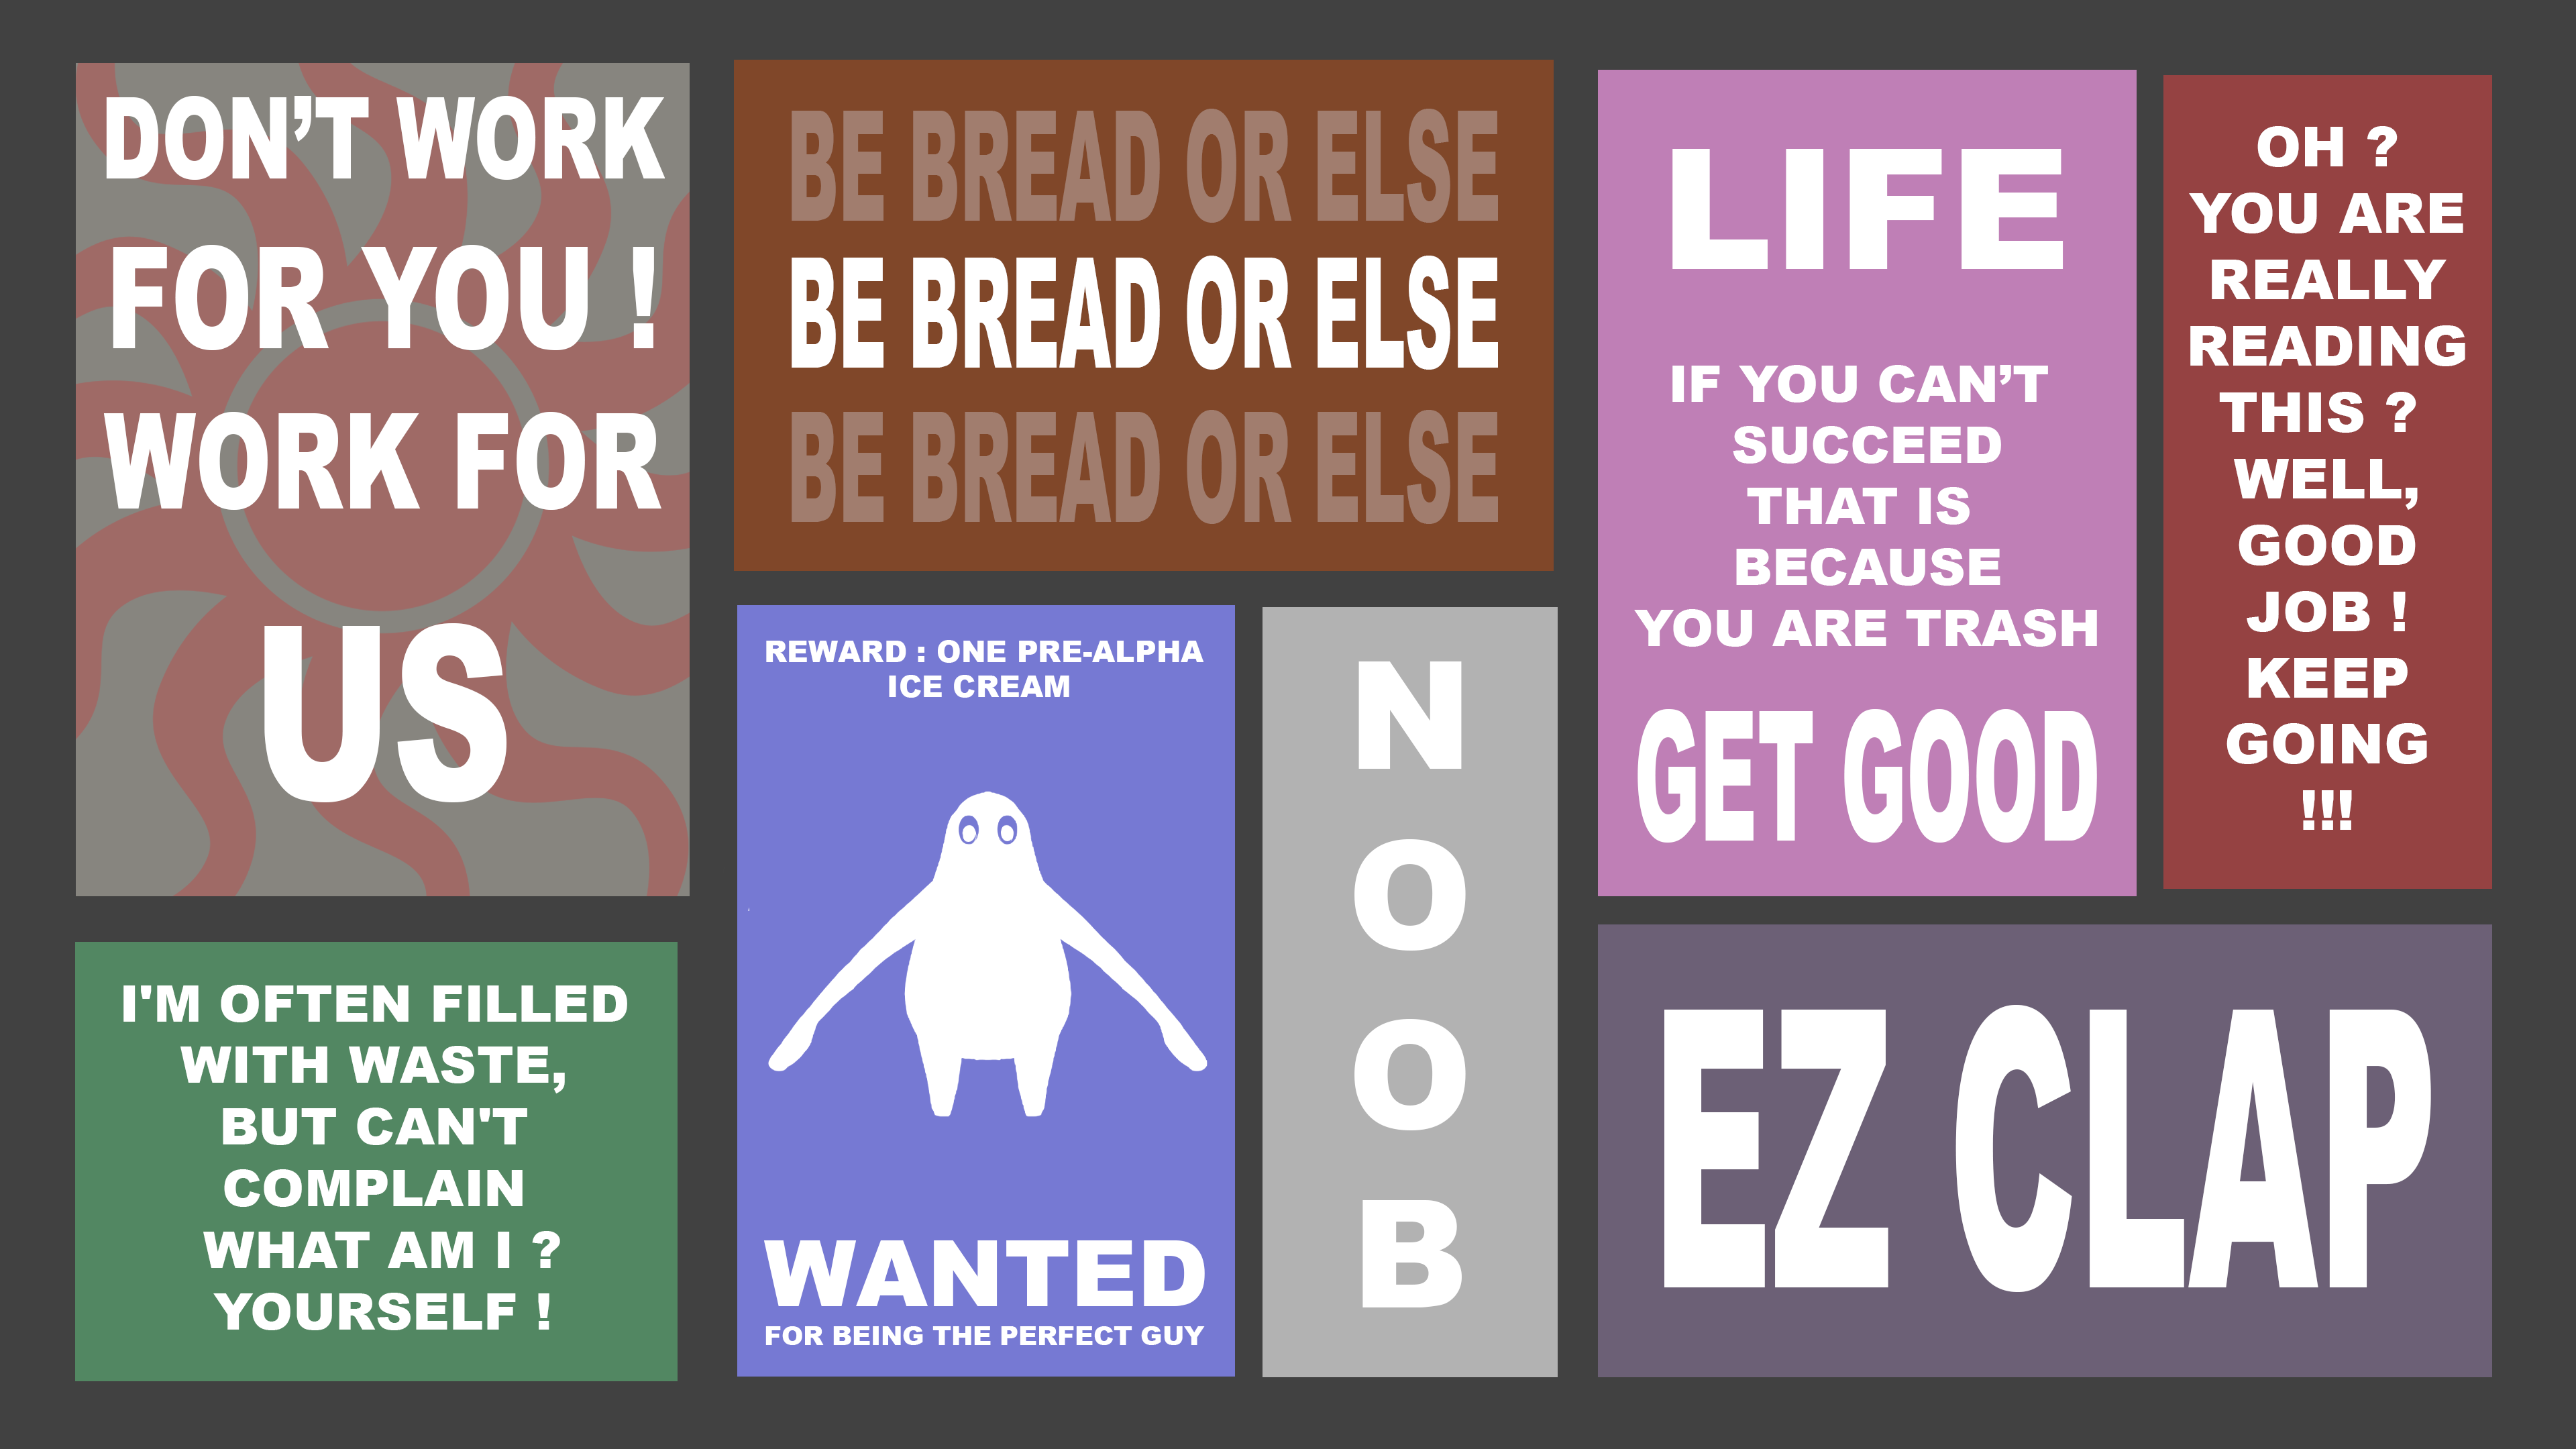 DON’T WORK
FOR YOU !
WORK FOR
US
BE BREAD OR ELSE
BE BREAD OR ELSE
BE BREAD OR ELSE
LIFE
IF YOU CAN’T
SUCCEED
THAT IS
BECAUSE
YOU ARE TRASH
GET GOOD
OH ?
YOU ARE
REALLY
READING
THIS ?
WELL,
GOOD
JOB !
KEEP
GOING
!!!
I'M OFTEN FILLED
WITH WASTE,
BUT CAN'T
COMPLAIN
WHAT AM I ?
YOURSELF !
REWARD : ONE PRE-ALPHA
ICE CREAM
WANTED
FOR BEING THE PERFECT GUY
N
O
O
B
EZ CLAP